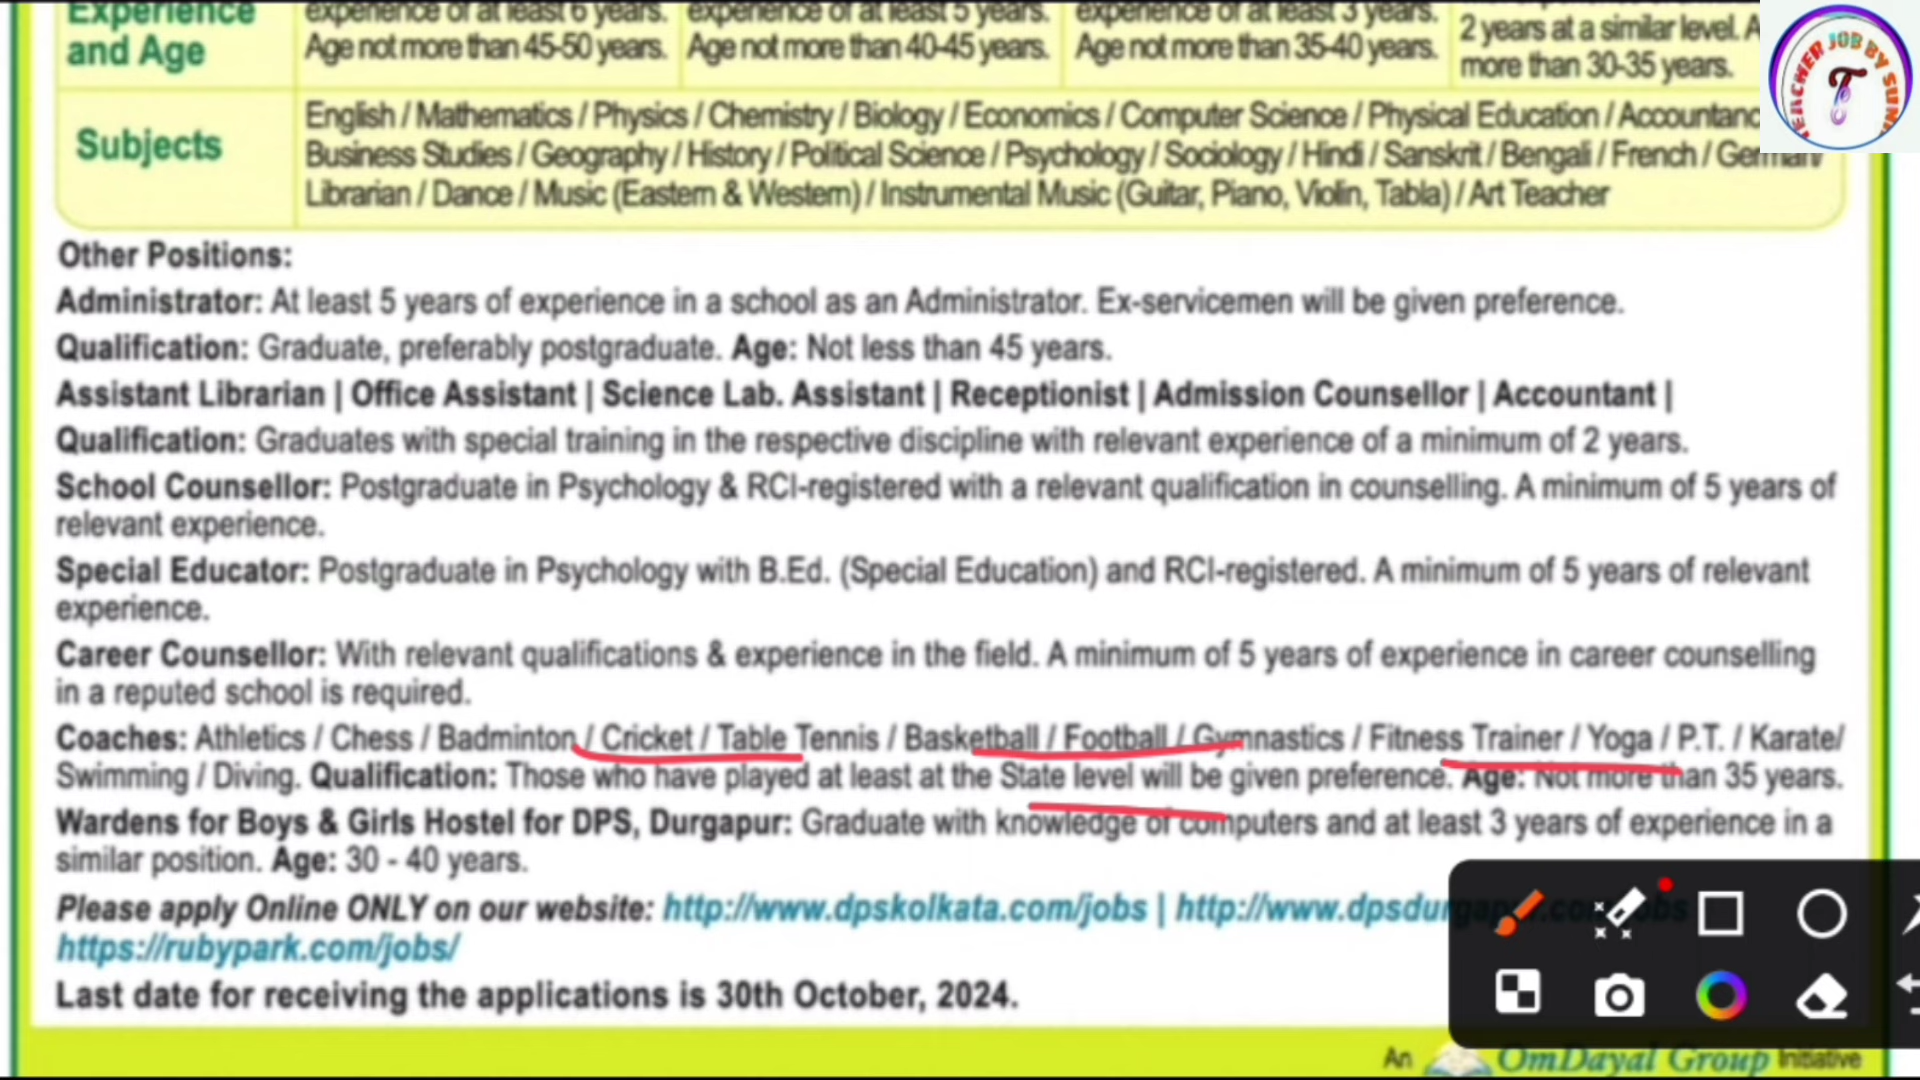 Experience experience of at least 6 years. experience of at least 5 years. experience of at least 3 years.
2 years at a similar level. A
and Age Age not more than 45-50 years. Age not more than 40-45 years. Age not more than 35-40 years.
more than 30-35 years.
TEACHER JOB BY SUNI
T
Subjects English / Mathematics / Physics / Chemistry / Biology / Economics / Computer Science / Physical Education / Accountanc
Business Studies / Geography / History / Political Science / Psychology / Sociology / Hindi / Sanskrit / Bengali / French / German/
Librarian / Dance / Music (Eastern & Western) / Instrumental Music (Guitar, Piano, Violin, Tabla) / Art Teacher
Other Positions:
Administrator: At least 5 years of experience in a school as an Administrator. Ex-servicemen will be given preference.
Qualification: Graduate, preferably postgraduate. Age: Not less than 45 years.
Assistant Librarian | Office Assistant | Science Lab. Assistant | Receptionist | Admission Counsellor | Accountant |
Qualification: Graduates with special training in the respective discipline with relevant experience of a minimum of 2 years.
School Counsellor: Postgraduate in Psychology & RCI-registered with a relevant qualification in counselling. A minimum of 5 years of
relevant experience.
Special Educator: Postgraduate in Psychology with B.Ed. (Special Education) and RCI-registered. A minimum of 5 years of relevant
experience.
Career Counsellor: With relevant qualifications & experience in the field. A minimum of 5 years of experience in career counselling
in a reputed school is required.
Coaches: Athletics / Chess / Badminton / Cricket / Table Tennis / Basketball / Football / Gymnastics / Fitness Trainer / Yoga / P.T. / Karate/
Swimming / Diving. Qualification: Those who have played at least at the State level will be given preference. Age: Not more than 35 years.
Wardens for Boys & Girls Hostel for DPS, Durgapur: Graduate with knowledge of computers and at least 3 years of experience in a
similar position. Age: 30 - 40 years.
Please apply Online ONLY on our website: http://www.dpskolkata.com/jobs | http://www.dpsdurgapur.com/jobs
https://rubypark.com/jobs/
Last date for receiving the applications is 30th October, 2024.
An OmDayal Group Initiative